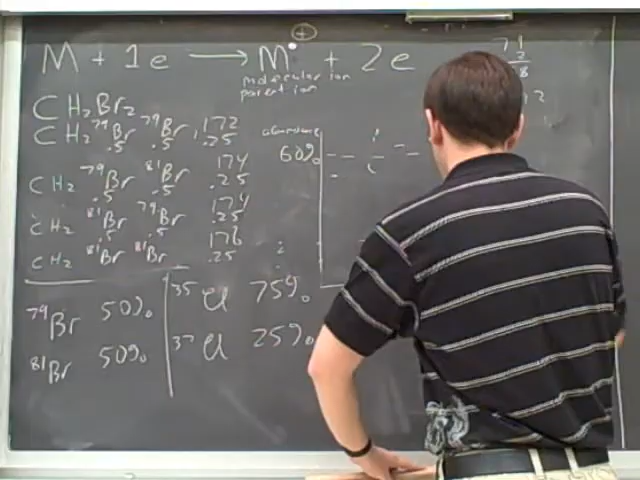 M + 1e ⟶ M•⊕ + 2e
molecular ion
parent ion
CH₂Br₂
CH₂ ⁷⁹Br ⁷⁹Br , 172
.5 .5 .25
CH₂ ⁷⁹Br ⁸¹Br 174
.5 .5 .25
CH₂ ⁸¹Br ⁷⁹Br 174
.5 .5 .25
CH₂ ⁸¹Br ⁸¹Br 176
.25
⁷⁹Br 50%
⁸¹Br 50%
³⁵Cl 75%
³⁷Cl 25%
abundance
60%